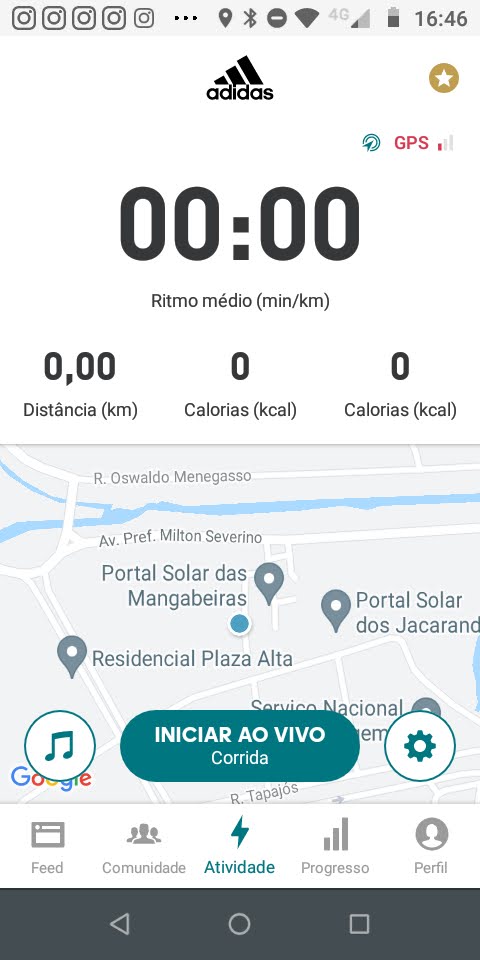 4G 16:46
adidas
GPS
00:00
Ritmo médio (min/km)
0,00 0 0
Distância (km) Calorias (kcal) Calorias (kcal)
R. Oswaldo Menegasso
Av. Pref. Milton Severino
Portal Solar das
Mangabeiras
Portal Solar
dos Jacarand
Residencial Plaza Alta
Serviço Nacional
gem
INICIAR AO VIVO
Corrida
Google
R. Tapajós
Feed Comunidade Atividade Progresso Perfil